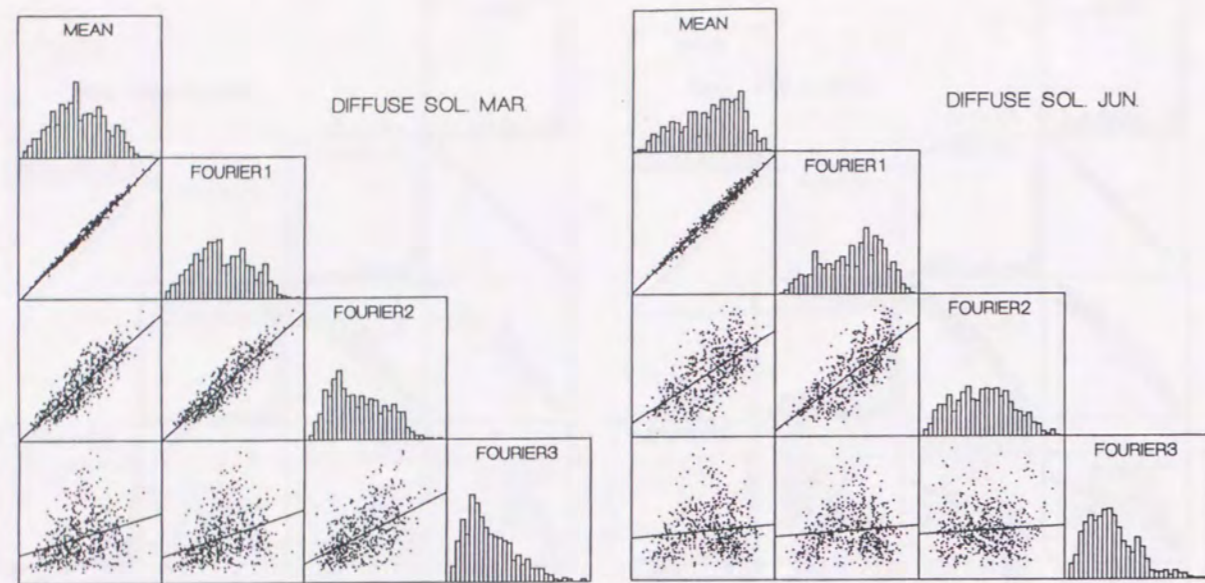 MEAN
DIFFUSE SOL. MAR.
FOURIER1
FOURIER2
FOURIER3
MEAN
DIFFUSE SOL. JUN.
FOURIER1
FOURIER2
FOURIER3